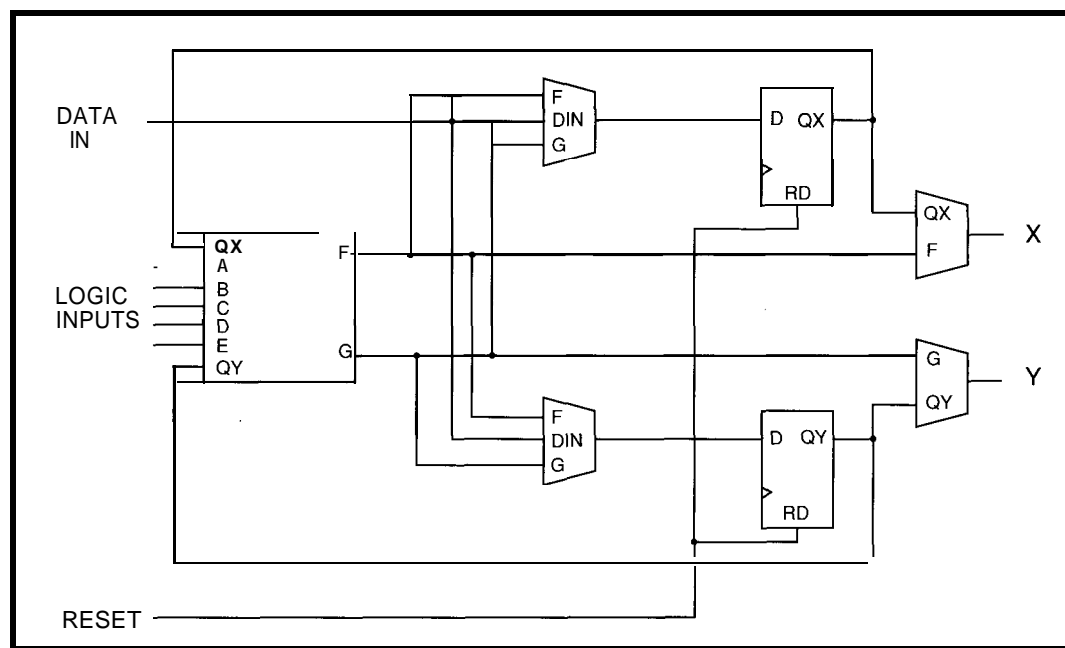 DATA
IN
F
DIN
G
D QX
RD
QX
F
X
QX
A
B
C
D
E
QY
F
G
LOGIC
INPUTS
G
QY
Y
F
DIN
G
D QY
RD
RESET